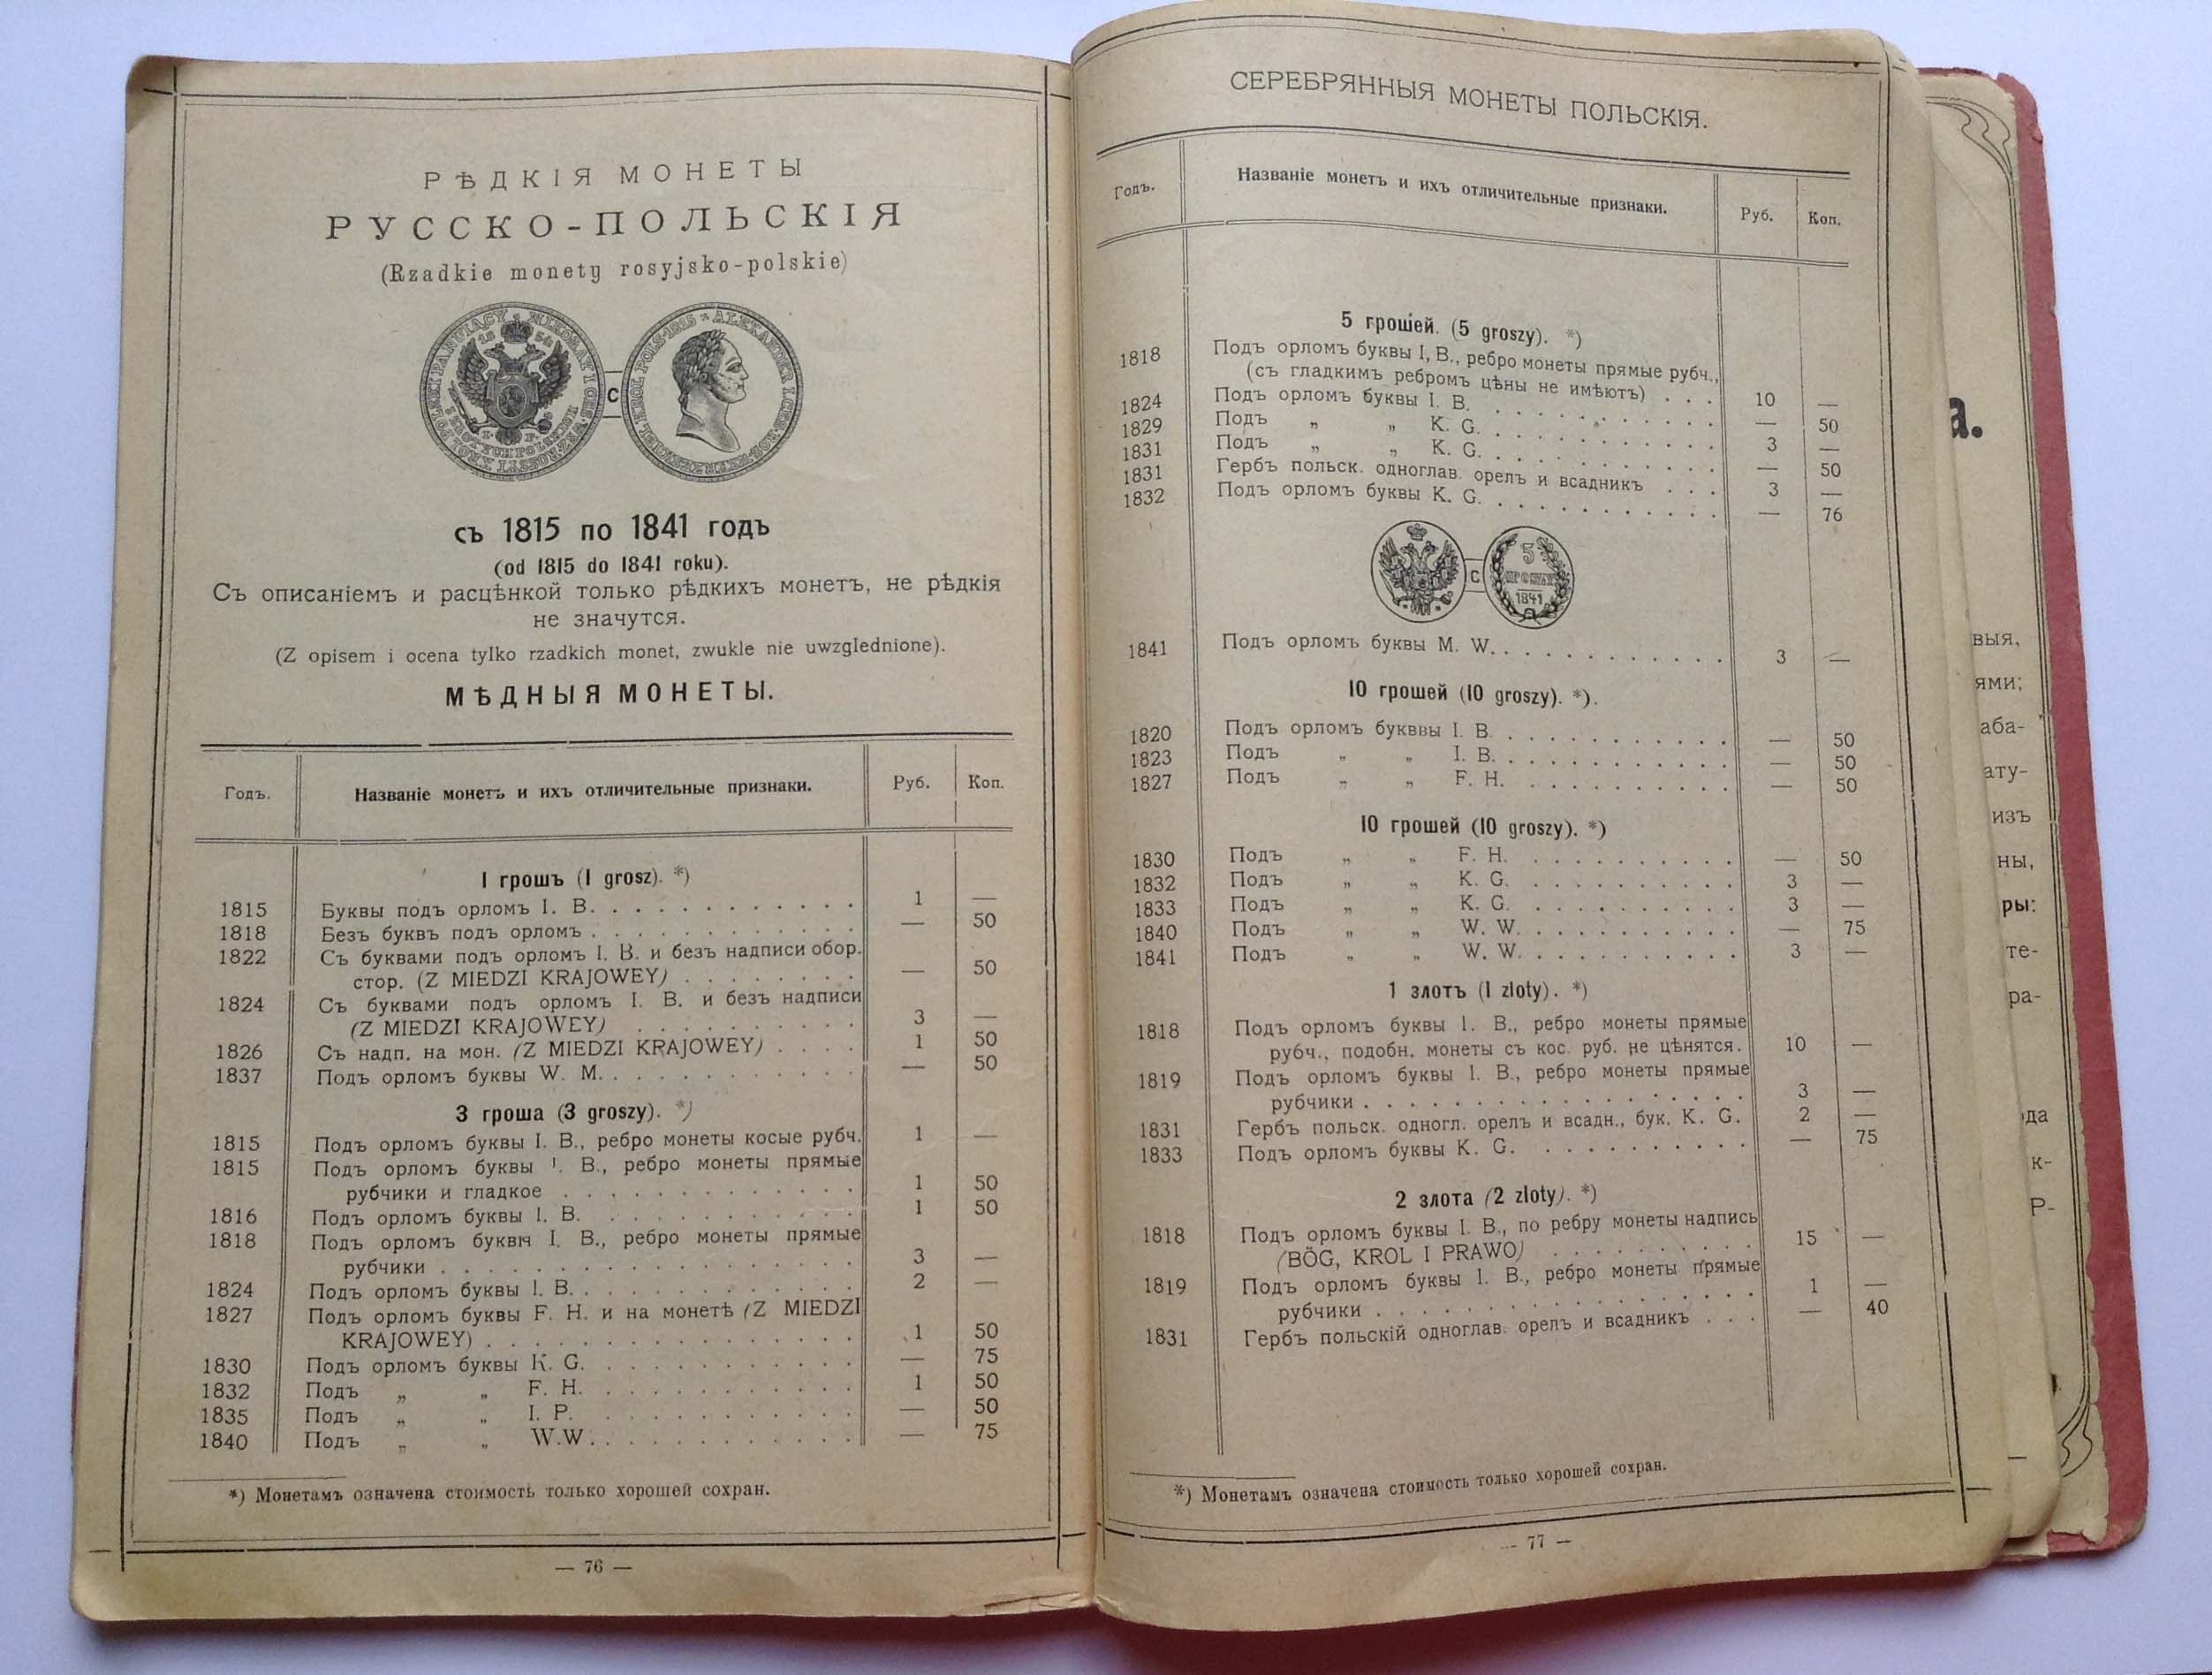 РѢДКІЯ МОНЕТЫ
РУССКО-ПОЛЬСКІЯ
(Rzadkie monety rosyjsko-polskie)
С
съ 1815 по 1841 годъ
(od 1815 do 1841 roku).
Съ описаніемъ и расцѣнкой только рѣдкихъ монетъ, не рѣдкія
не значутся.
(Z opisem i ocena tylko rzadkich monet, zwukle nie uwzglednione).
МѢДНЫЯ МОНЕТЫ.
Годъ. Названіе монетъ и ихъ отличительные признаки. Руб. Коп.
I грошъ (I grosz). *)
1815 Буквы подъ орломъ I. B. . . . . . . . . . . . 1 —
1818 Безъ буквъ подъ орломъ . . . . . . . . . . . — 50
1822 Съ буквами подъ орломъ I. B. и безъ надписи обор.
стор. (Z MIEDZI KRAJOWEY) . . . . . . . . — 50
1824 Съ буквами подъ орломъ I. B. и безъ надписи
(Z MIEDZI KRAJOWEY) . . . . . . . . . . 3 —
1826 Съ надп. на мон. (Z MIEDZI KRAJOWEY) . . . . 1 50
1837 Подъ орломъ буквы W. M. . . . . . . . . . . — 50
3 гроша (3 groszy). *)
1815 Подъ орломъ буквы I. B., ребро монеты косые рубч. 1 —
1815 Подъ орломъ буквы I. B., ребро монеты прямые
рубчики и гладкое . . . . . . . . . . . . . 1 50
1816 Подъ орломъ буквы I. B. . . . . . . . . . . 1 50
1818 Подъ орломъ буквы I. B., ребро монеты прямые
рубчики . . . . . . . . . . . . . . . . . . 3 —
1824 Подъ орломъ буквы I. B. . . . . . . . . . . . 2 —
1827 Подъ орломъ буквы F. H. и на монетѣ (Z MIEDZI
KRAJOWEY) . . . . . . . . . . . . . . . . 1 50
1830 Подъ орломъ буквы K. G. . . . . . . . . . . — 75
1832 Подъ „ „ F. H. . . . . . . . . . . . 1 50
1835 Подъ „ „ I. P. . . . . . . . . . . — 50
1840 Подъ „ „ W.W. . . . . . . . . . . . — 75
*) Монетамъ означена стоимость только хорошей сохран.
— 76 —
СЕРЕБРЯННЫЯ МОНЕТЫ ПОЛЬСКІЯ.
Годъ. Названіе монетъ и ихъ отличительные признаки. Руб. Коп.
5 грошей. (5 groszy). *)
1818 Подъ орломъ буквы I, B., ребро монеты прямые рубч.,
(съ гладкимъ ребромъ цѣны не имѣютъ) . . . 10 —
1824 Подъ орломъ буквы I. B. . . . . . . . . . . — 50
1829 Подъ „ „ K. G. . . . . . . . . . . 3 —
1831 Подъ „ „ K. G. . . . . . . . . . . — 50
1831 Гербъ польск. одноглав. орелъ и всадникъ . . . 3 —
1832 Подъ орломъ буквы K. G. . . . . . . . . . . — 76
С 5 GROSZY 1841
1841 Подъ орломъ буквы M. W. . . . . . . . . . . . 3 —
10 грошей (10 groszy). *).
1820 Подъ орломъ букввы I. B. . . . . . . . . . . — 50
1823 Подъ „ „ I. B. . . . . . . . . . . . — 50
1827 Подъ „ „ F. H. . . . . . . . . . . — 50
10 грошей (10 groszy). *)
1830 Подъ „ „ F. H. . . . . . . . . . . — 50
1832 Подъ „ „ K. G. . . . . . . . . . . 3 —
1833 Подъ „ „ K. G. . . . . . . . . . . 3 —
1840 Подъ „ „ W. W. . . . . . . . . . . — 75
1841 Подъ „ „ W. W. . . . . . . . . . . 3 —
1 злотъ (I zloty). *)
1818 Подъ орломъ буквы I. B., ребро монеты прямые
рубч., подобн. монеты съ кос. руб. не цѣнятся. 10 —
1819 Подъ орломъ буквы I. B., ребро монеты прямые
рубчики . . . . . . . . . . . . . . . . . 3 —
1831 Гербъ польск. одногл. орелъ и всадн., бук. K. G. 2 —
1833 Подъ орломъ буквы K. G. . . . . . . . . . . — 75
2 злота (2 zloty). *)
1818 Подъ орломъ буквы I. B., по ребру монеты надпись
(BÖG, KROL I PRAWO) . . . . . . . . . . 15 —
1819 Подъ орломъ буквы I. B., ребро монеты прямые
рубчики . . . . . . . . . . . . . . . . . 1 —
1831 Гербъ польскій одноглав. орелъ и всадникъ . . . — 40
*) Монетамъ означена стоимость только хорошей сохран.
— 77 —
а.
выя,
ями;
аба-
ату-
изъ
ны,
ры:
те-
ра-
да
к-
Р-